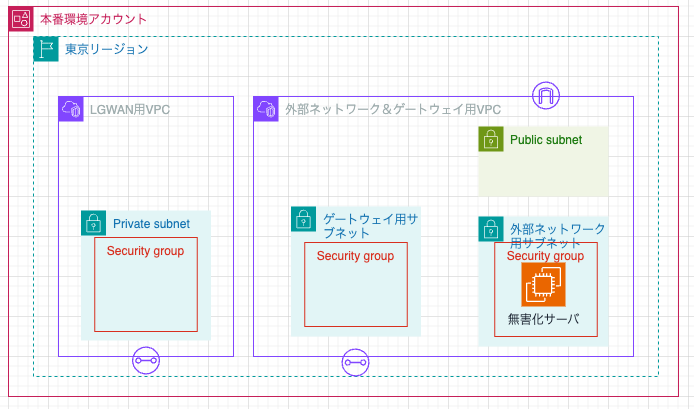 本番環境アカウント
東京リージョン
LGWAN用VPC
外部ネットワーク＆ゲートウェイ用VPC
Public subnet
Private subnet
Security group
ゲートウェイ用サ
ブネット
Security group
外部ネットワーク
用サブネット
Security group
無害化サーバ